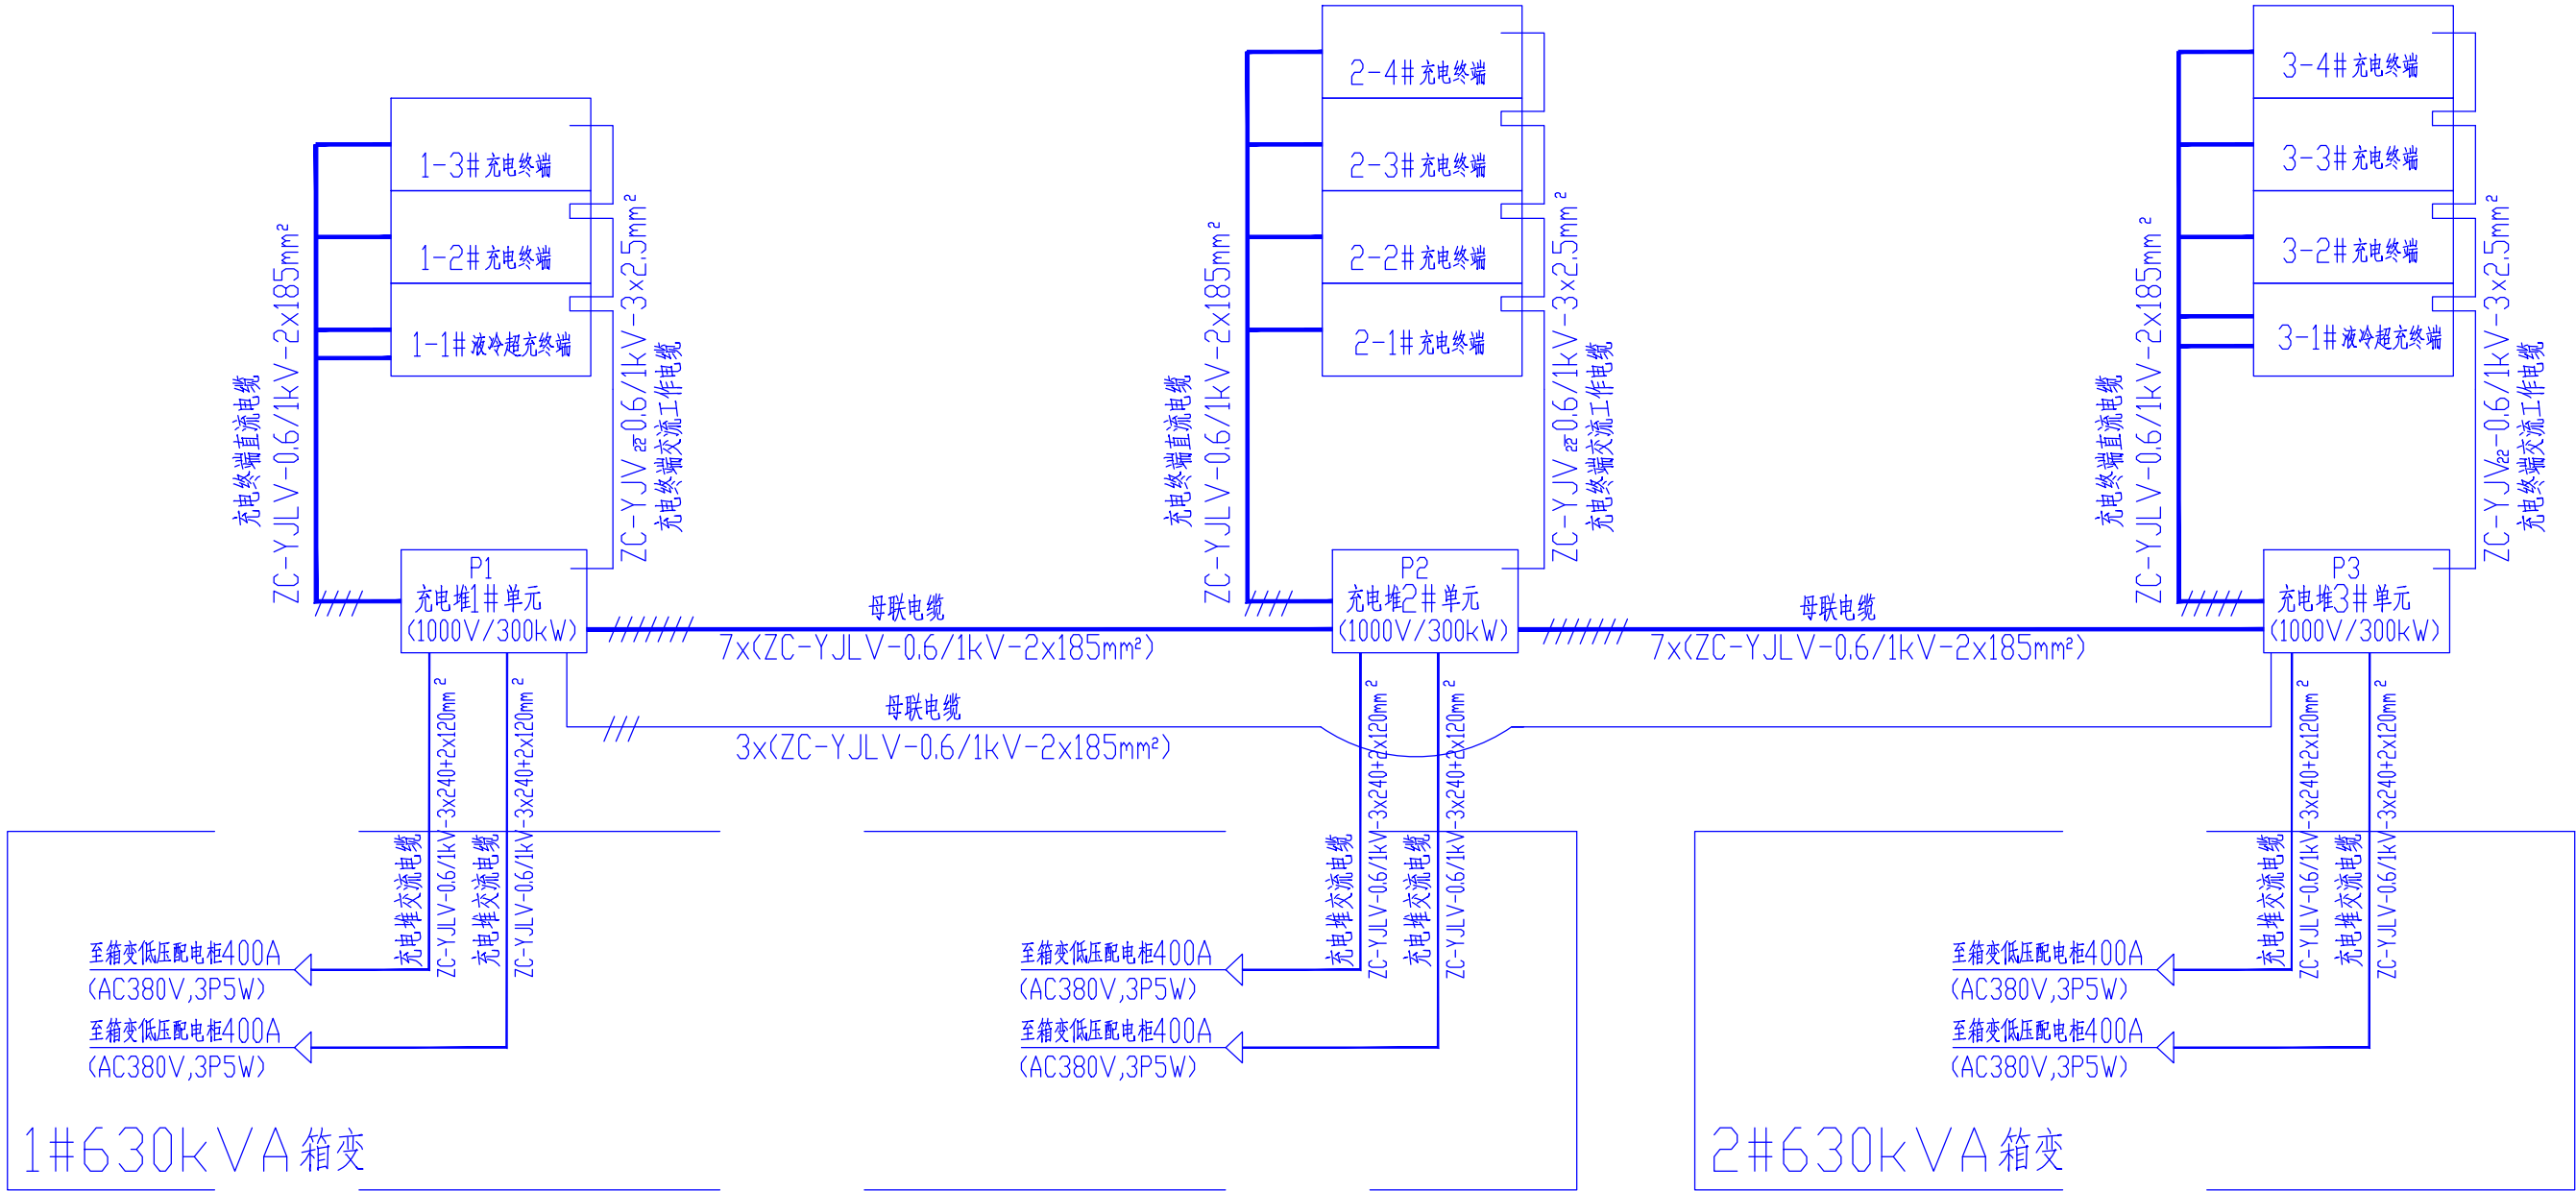 1-3#充电终端
1-2#充电终端
1-1#液冷超充终端
充电终端直流电缆
ZC-YJLV-0.6/1kV-2x185mm²
ZC-YJV₂₂-0.6/1kV-3x2.5mm²
充电终端交流工作电缆
P1
充电堆1#单元
(1000V/300kW)
2-4#充电终端
2-3#充电终端
2-2#充电终端
2-1#充电终端
充电终端直流电缆
ZC-YJLV-0.6/1kV-2x185mm²
ZC-YJV₂₂-0.6/1kV-3x2.5mm²
充电终端交流工作电缆
P2
充电堆2#单元
(1000V/300kW)
3-4#充电终端
3-3#充电终端
3-2#充电终端
3-1#液冷超充终端
充电终端直流电缆
ZC-YJLV-0.6/1kV-2x185mm²
ZC-YJV₂₂-0.6/1kV-3x2.5mm²
充电终端交流工作电缆
P3
充电堆3#单元
(1000V/300kW)
母联电缆
7x(ZC-YJLV-0.6/1kV-2x185mm²)
母联电缆
7x(ZC-YJLV-0.6/1kV-2x185mm²)
母联电缆
3x(ZC-YJLV-0.6/1kV-2x185mm²)
充电堆交流电缆
ZC-YJLV-0.6/1kV-3x240+2x120mm²
充电堆交流电缆
ZC-YJLV-0.6/1kV-3x240+2x120mm²
至箱变低压配电柜400A
(AC380V,3P5W)
至箱变低压配电柜400A
(AC380V,3P5W)
1#630kVA箱变
充电堆交流电缆
ZC-YJLV-0.6/1kV-3x240+2x120mm²
充电堆交流电缆
ZC-YJLV-0.6/1kV-3x240+2x120mm²
至箱变低压配电柜400A
(AC380V,3P5W)
至箱变低压配电柜400A
(AC380V,3P5W)
充电堆交流电缆
ZC-YJLV-0.6/1kV-3x240+2x120mm²
充电堆交流电缆
ZC-YJLV-0.6/1kV-3x240+2x120mm²
至箱变低压配电柜400A
(AC380V,3P5W)
至箱变低压配电柜400A
(AC380V,3P5W)
2#630kVA箱变